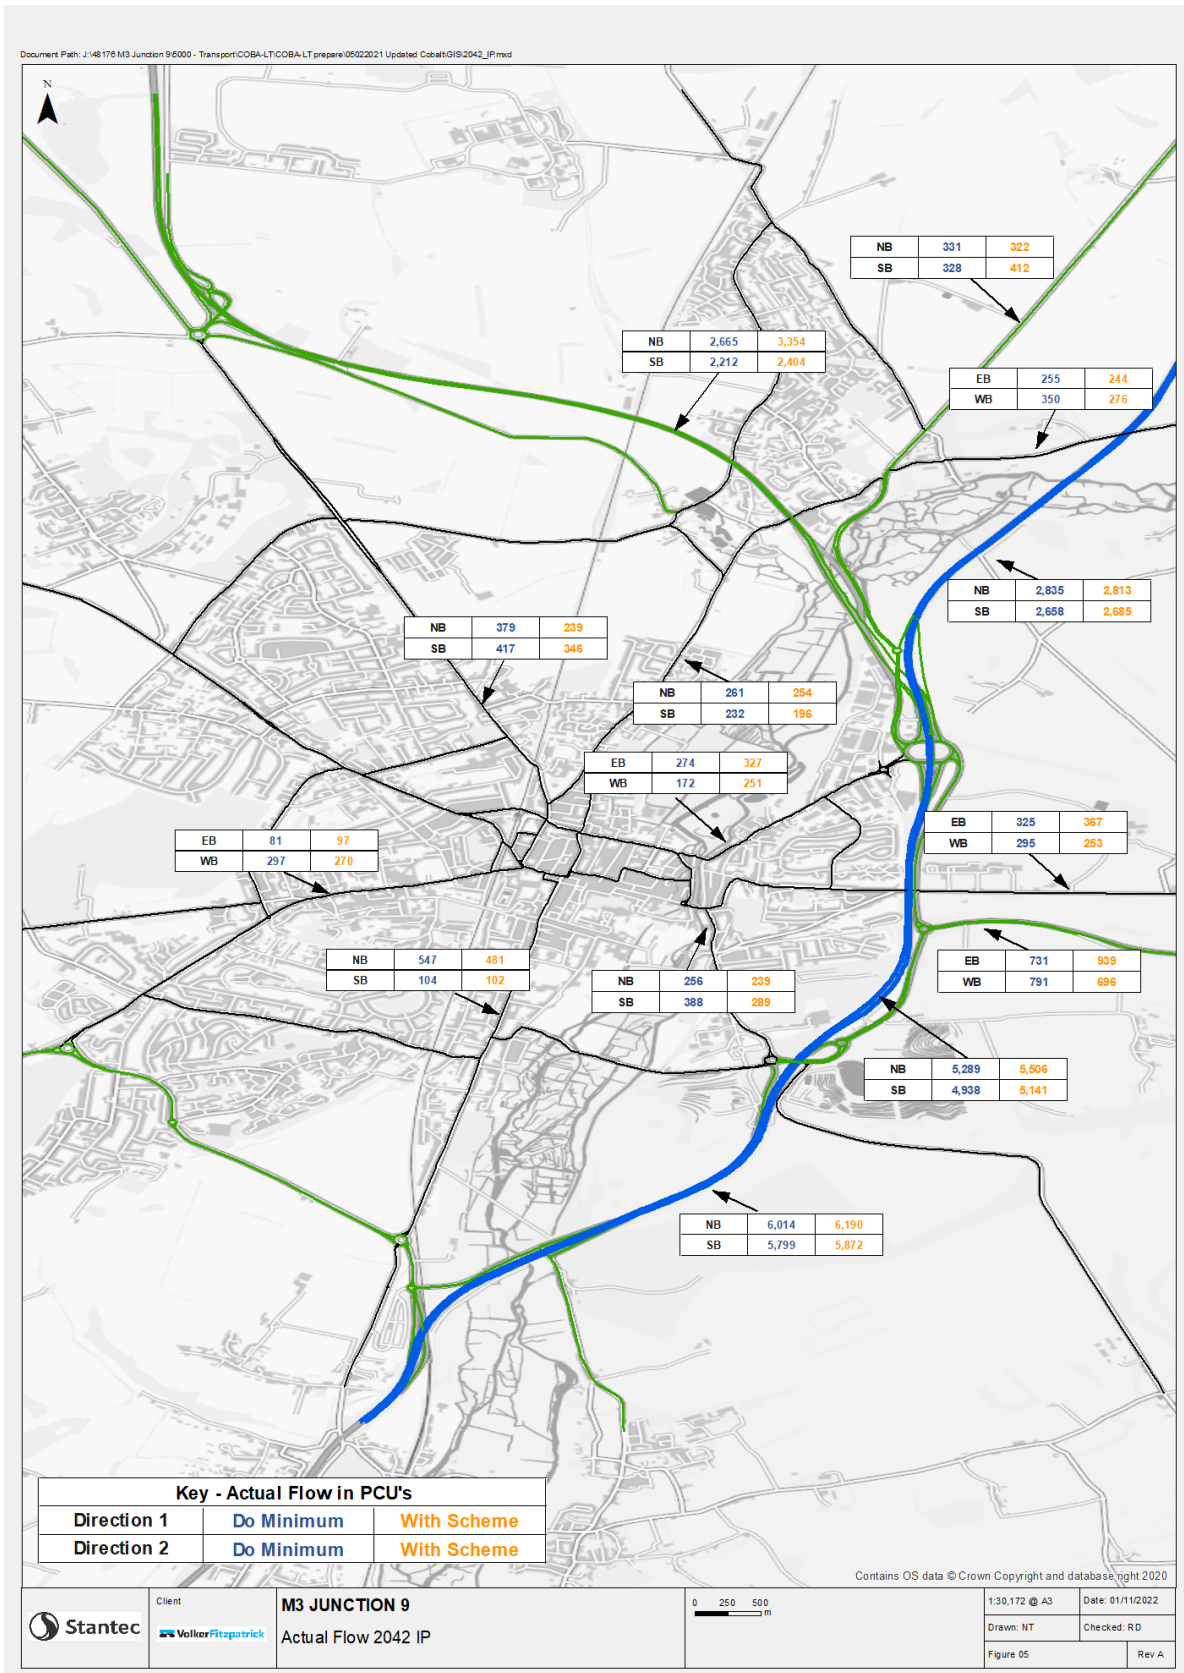 Document Path: J:\48176 M3 Junction 9\5000 - Transport\COBA-LT\COBA-LT prepare\05022021 Updated Cobalt\GIS\2042_IP.mxd
N
NB 331 322
SB 328 412
NB 2,665 3,354
SB 2,212 2,404
EB 255 244
WB 350 276
NB 2,835 2,813
SB 2,658 2,685
NB 379 239
SB 417 346
NB 261 254
SB 232 196
EB 274 327
WB 172 251
EB 325 367
WB 295 253
EB 81 97
WB 297 270
NB 547 481
SB 104 102
NB 256 239
SB 388 289
EB 731 939
WB 791 696
NB 5,289 5,506
SB 4,938 5,141
NB 6,014 6,190
SB 5,799 5,872
Key - Actual Flow in PCU's
Direction 1 Do Minimum With Scheme
Direction 2 Do Minimum With Scheme
Contains OS data © Crown Copyright and database right 2020
Stantec
Client
VolkerFitzpatrick
M3 JUNCTION 9
Actual Flow 2042 IP
0 250 500
m
1:30,172 @ A3
Date: 01/11/2022
Drawn: NT
Checked: RD
Figure 05
Rev A